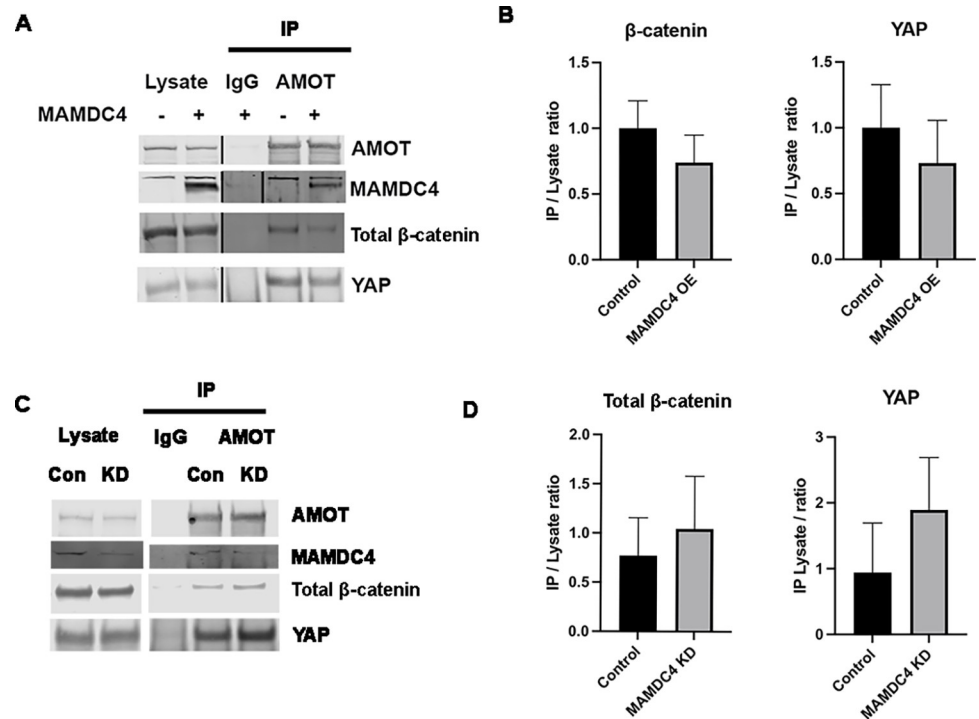 A
IP
Lysate IgG AMOT
MAMDC4 - + + - +
AMOT
MAMDC4
Total β-catenin
YAP
B
β-catenin
IP / Lysate ratio
1.5
1.0
0.5
0.0
Control
MAMDC4 OE
YAP
IP / Lysate ratio
1.5
1.0
0.5
0.0
Control
MAMDC4 OE
C
IP
Lysate IgG AMOT
Con KD Con KD
AMOT
MAMDC4
Total β-catenin
YAP
D
Total β-catenin
IP / Lysate ratio
2.0
1.5
1.0
0.5
0.0
Control
MAMDC4 KD
YAP
IP Lysate / ratio
3
2
1
0
Control
MAMDC4 KD